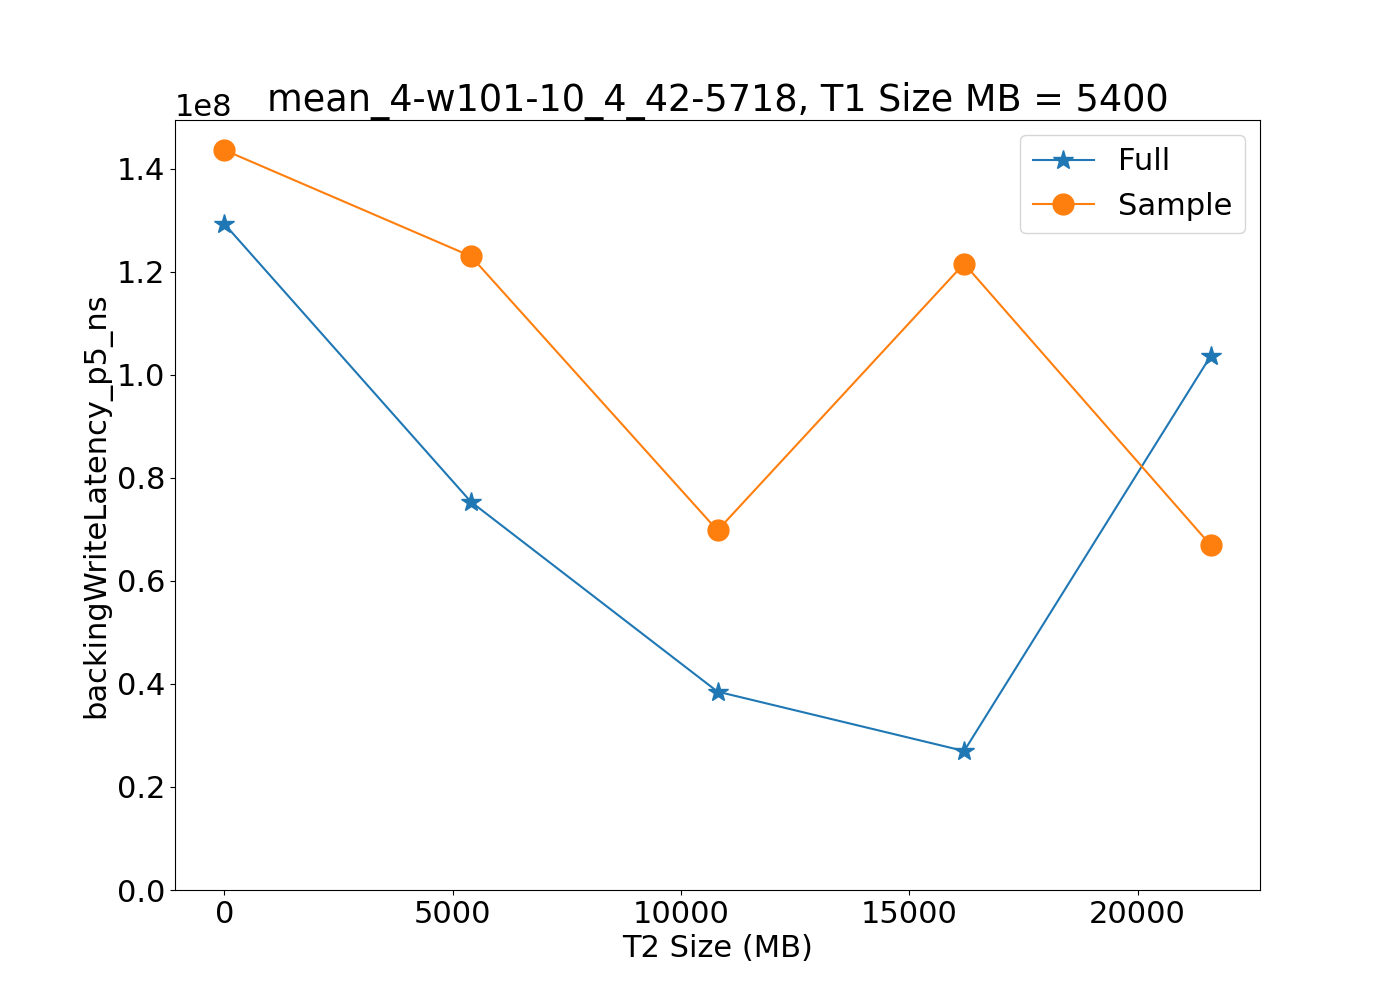 1e8
mean_4-w101-10_4_42-5718, T1 Size MB = 5400
Full
Sample
1.4
1.2
1.0
0.8
0.6
0.4
0.2
0.0
backingWriteLatency_p5_ns
0 5000 10000 15000 20000
T2 Size (MB)